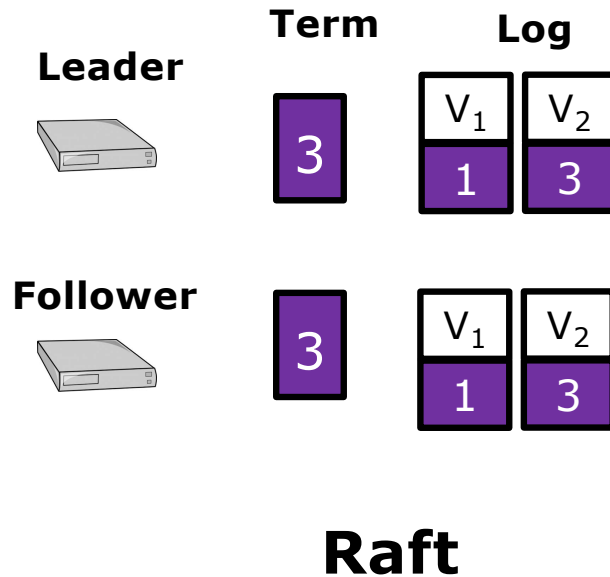 Term Log
Leader
3
V₁ V₂
1 3
Follower
3
V₁ V₂
1 3
Raft